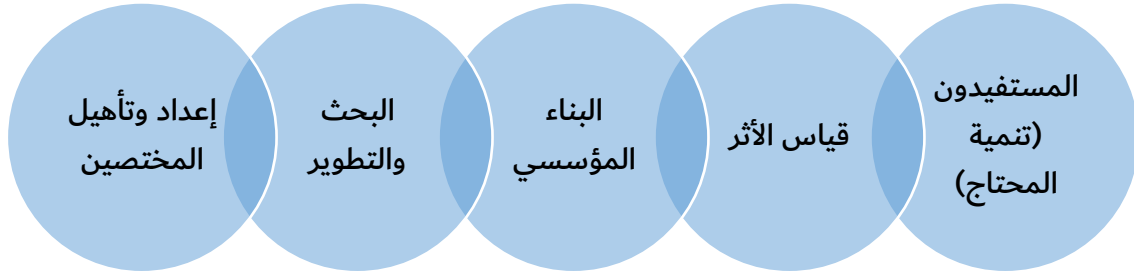 المستفيدون
(تنمية
المحتاج)
قياس الأثر
البناء
المؤسسي
البحث
والتطوير
إعداد وتأهيل
المختصين